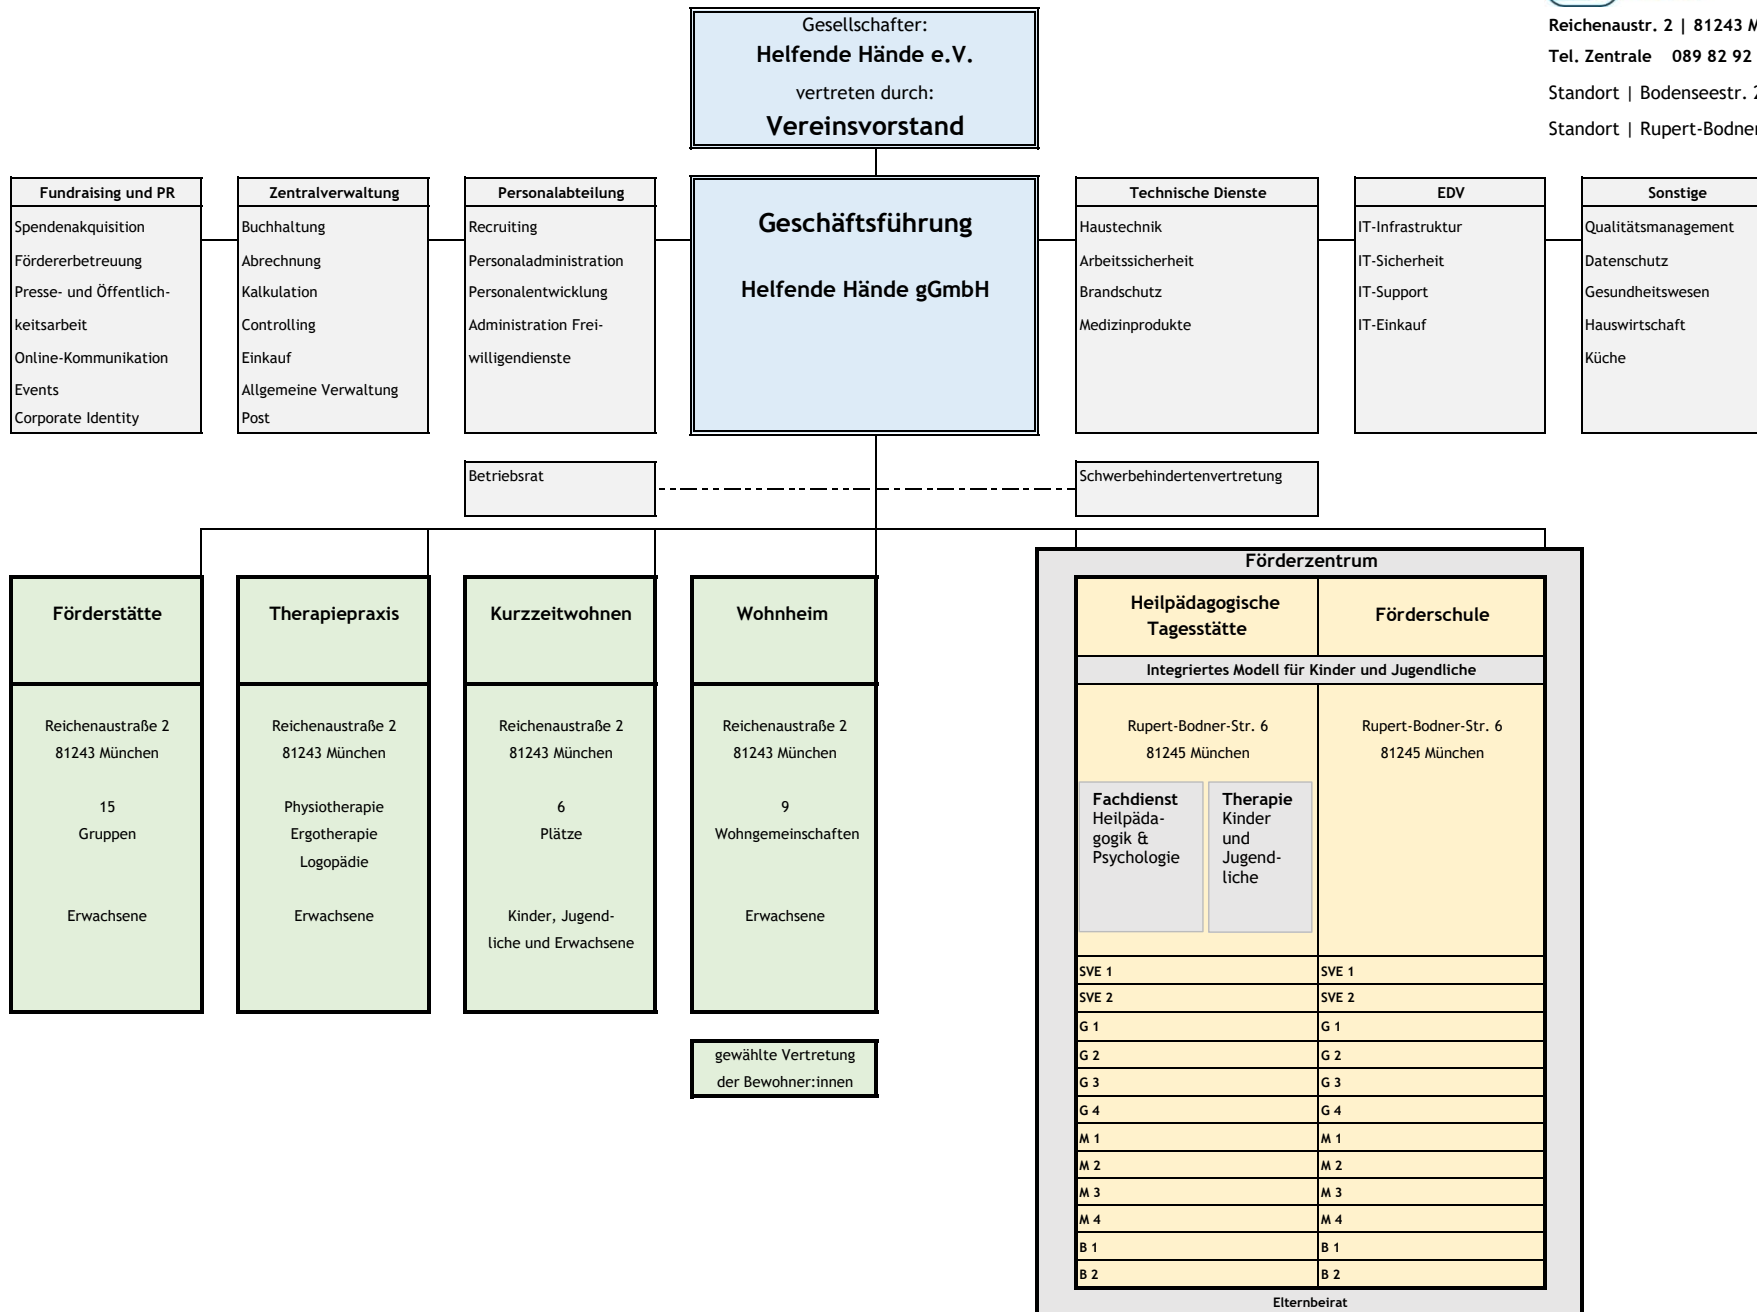 Gesellschafter:
Helfende Hände e.V.
vertreten durch:
Vereinsvorstand
Reichenaustr. 2 | 81243
Tel. Zentrale 089 82 92
Standort | Bodenseestr.
Standort | Rupert-Bodner
Fundraising und PR
Spendenakquisition
Fördererbetreuung
Presse- und Öffentlich-
keitsarbeit
Online-Kommunikation
Events
Corporate Identity
Zentralverwaltung
Buchhaltung
Abrechnung
Kalkulation
Controlling
Einkauf
Allgemeine Verwaltung
Post
Personalabteilung
Recruiting
Personaladministration
Personalentwicklung
Administration Frei-
willigendienste
Geschäftsführung
Helfende Hände gGmbH
Technische Dienste
Haustechnik
Arbeitssicherheit
Brandschutz
Medizinprodukte
EDV
IT-Infrastruktur
IT-Sicherheit
IT-Support
IT-Einkauf
Sonstige
Qualitätsmanagement
Datenschutz
Gesundheitswesen
Hauswirtschaft
Küche
Betriebsrat
Schwerbehindertenvertretung
Förderstätte
Reichenaustraße 2
81243 München
15
Gruppen
Erwachsene
Therapiepraxis
Reichenaustraße 2
81243 München
Physiotherapie
Ergotherapie
Logopädie
Erwachsene
Kurzzeitwohnen
Reichenaustraße 2
81243 München
6
Plätze
Kinder, Jugend-
liche und Erwachsene
Wohnheim
Reichenaustraße 2
81243 München
9
Wohngemeinschaften
Erwachsene
gewählte Vertretung
der Bewohner:innen
Förderzentrum
Heilpädagogische
Tagesstätte
Förderschule
Integriertes Modell für Kinder und Jugendliche
Rupert-Bodner-Str. 6
81245 München
Rupert-Bodner-Str. 6
81245 München
Fachdienst
Heilpäda-
gogik &
Psychologie
Therapie
Kinder
und
Jugend-
liche
SVE 1 SVE 1
SVE 2 SVE 2
G 1 G 1
G 2 G 2
G 3 G 3
G 4 G 4
M 1 M 1
M 2 M 2
M 3 M 3
M 4 M 4
B 1 B 1
B 2 B 2
Elternbeirat